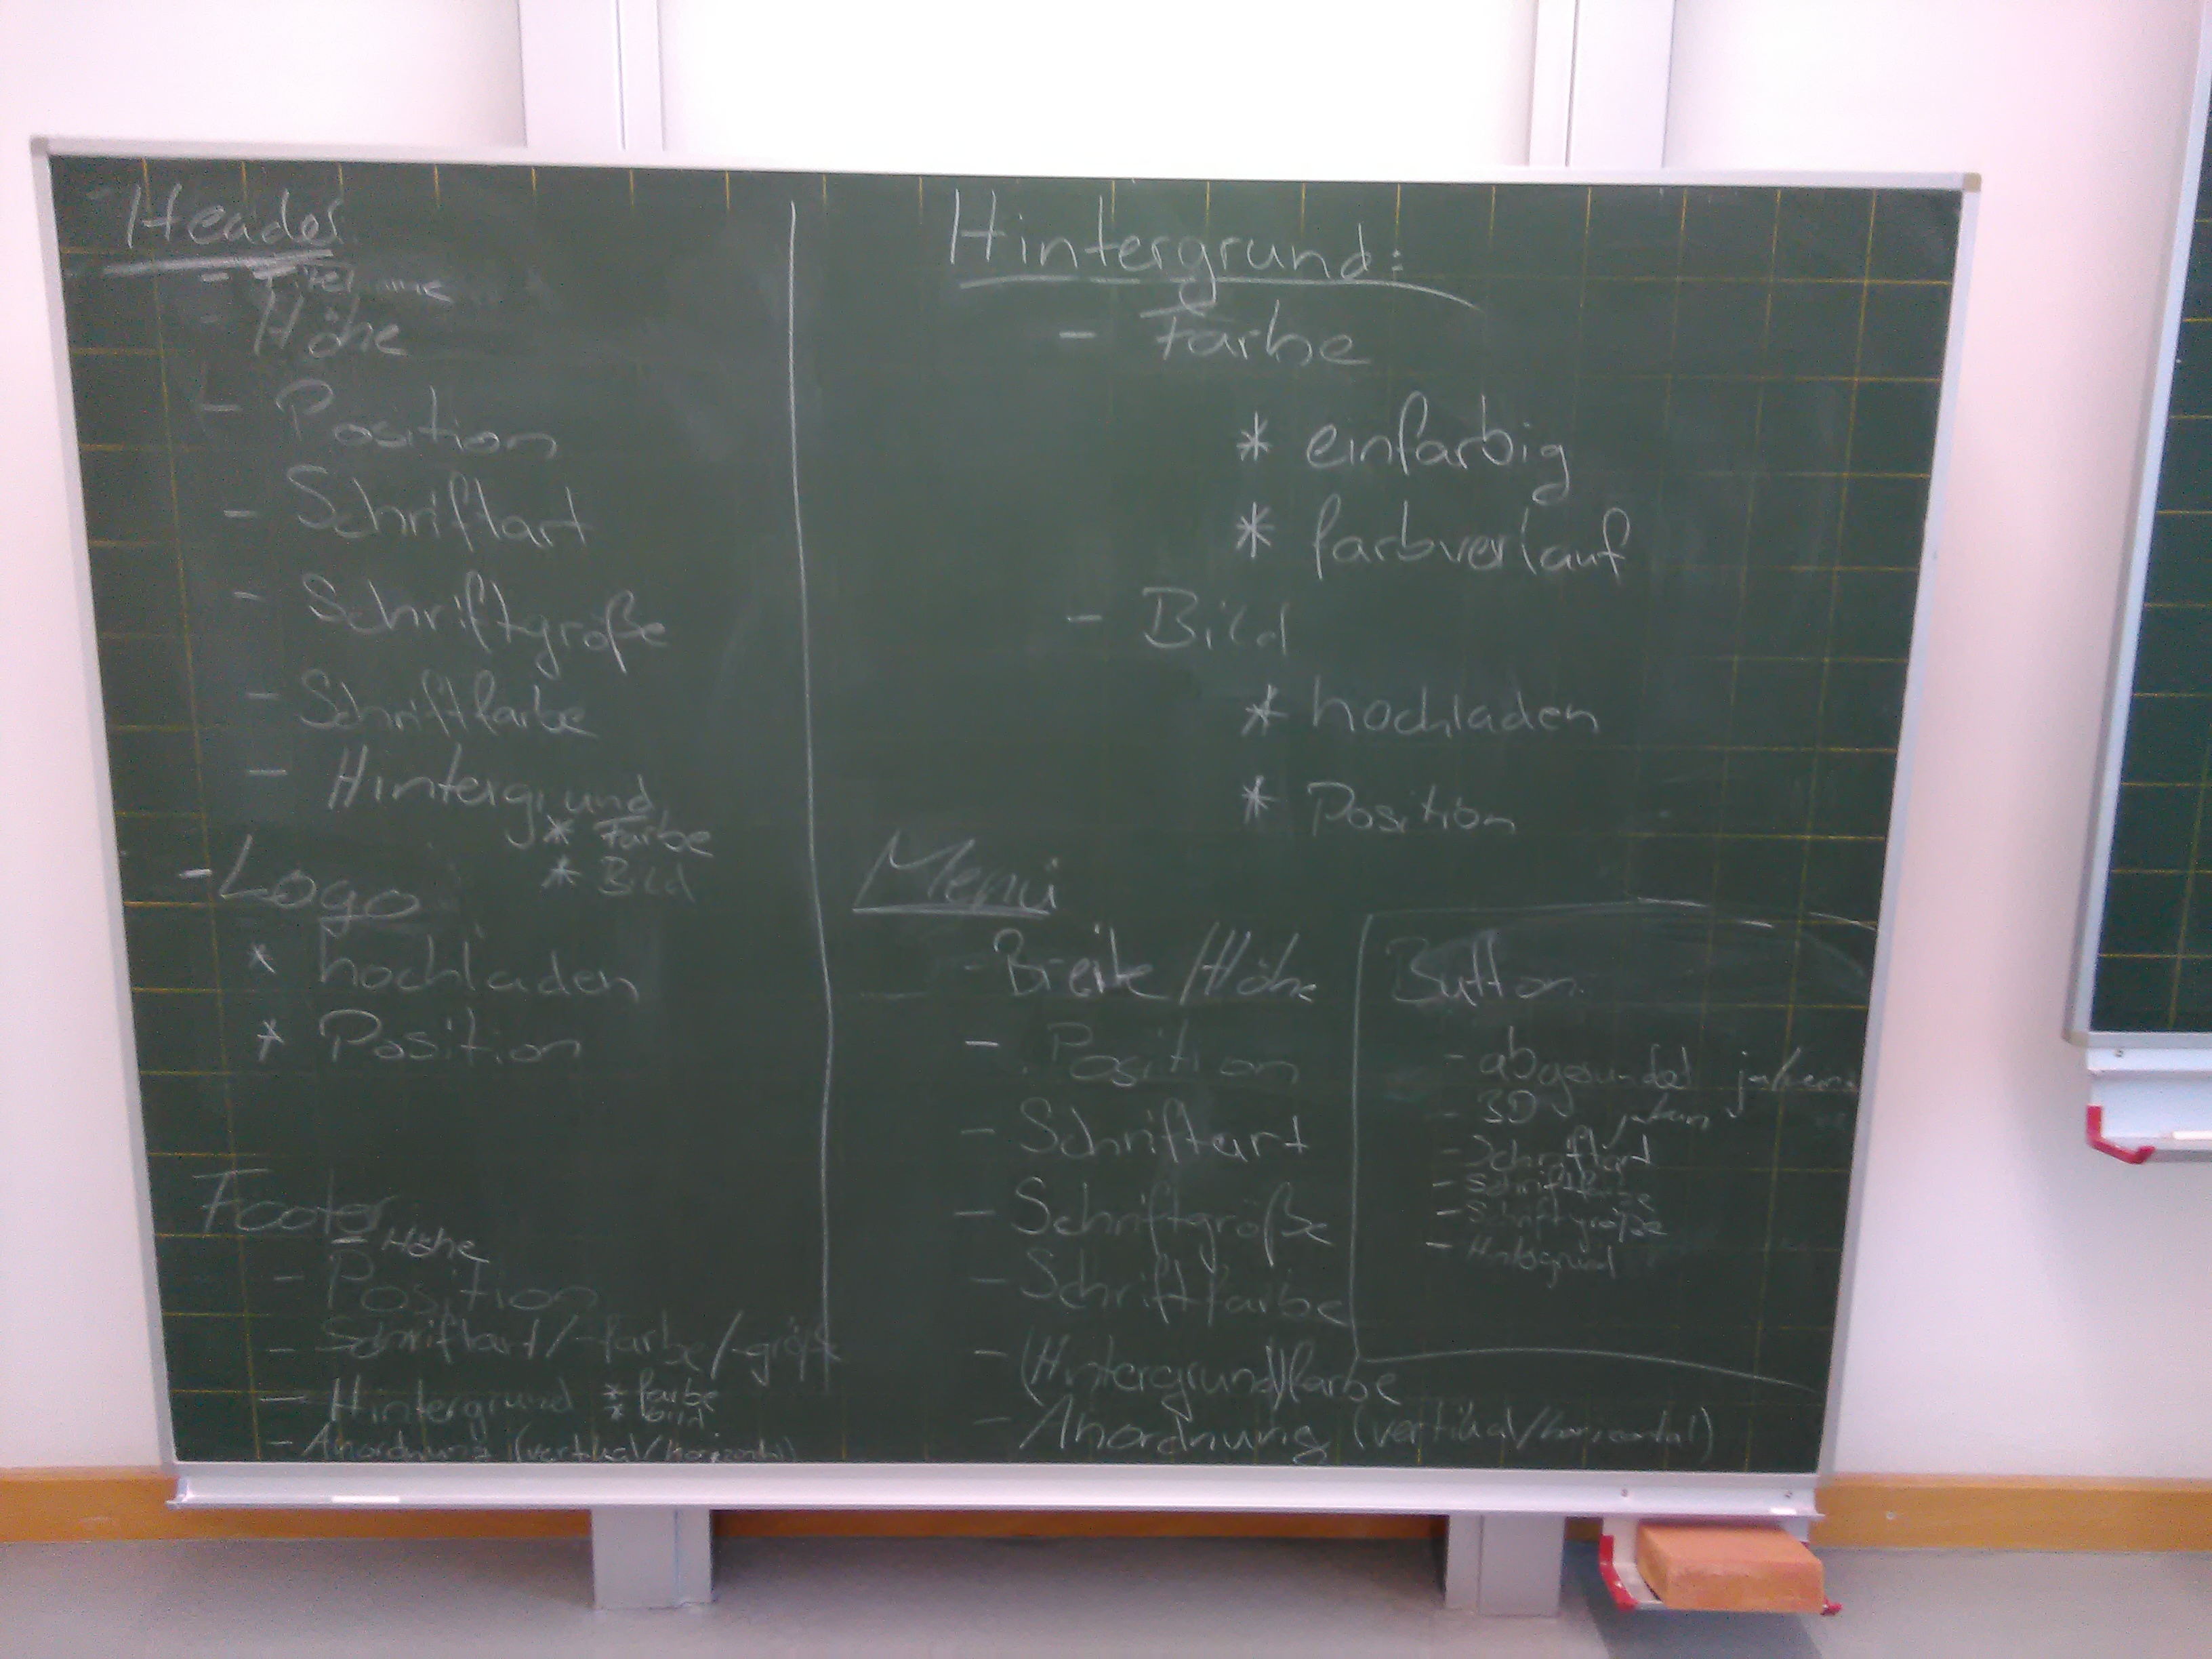 Header
- Höhe
- Position
- Schriftart
- Schriftgröße
- Schriftfarbe
- Hintergrund
* Farbe
* Bild
- Logo
* hochladen
* Position
Footer
- Höhe
- Position
- Schriftart/-farbe/-größe
- Hintergrund * farbe
* bild
- Anordnung (vertikal/horizontal)
Hintergrund:
- Farbe
* einfarbig
* farbverlauf
- Bild
* hochladen
* Position
Menü
- Breite/Höhe
- Position
- Schriftart
- Schriftgröße
- Schriftfarbe
- (Hintergrund)farbe
- Anordnung (vertikal/horizontal)
Button
- abgerundet ja/nein
- 3D ja/nein
- Schriftart
- Schriftfarbe
- Schriftgröße
- Hintergrund